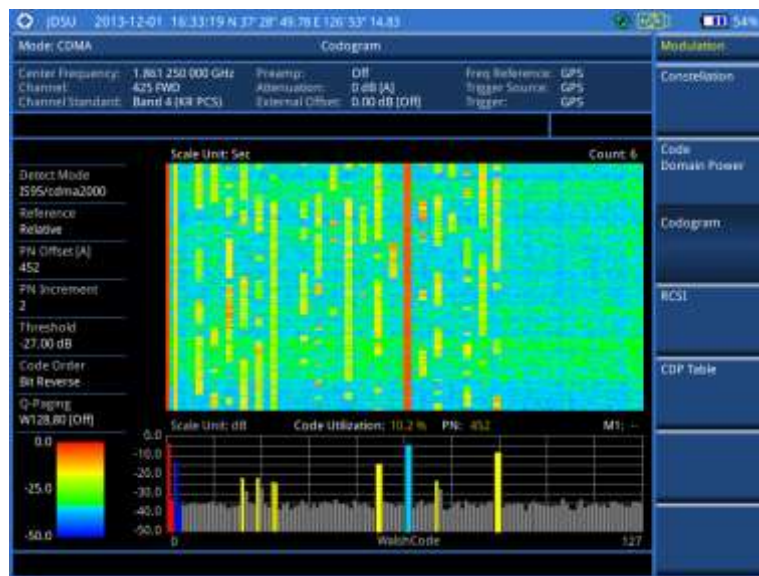 JDSU 2013-12-01 16:33:19 N 37° 28" 49.78 E 126° 53" 14.83 54%
Mode: CDMA Codogram Modulation
Center Frequency: 1.861 250 000 GHz Preamp: Off Freq Reference: GPS
Channel: 425 FWD Attenuation: 0 dB [A] Trigger Source: GPS
Channel Standard: Band 4 (KR PCS) External Offset: 0.00 dB [Off] Trigger: GPS
Constellation
Scale Unit: Sec Count: 6
Code
Domain Power
Detect Mode
IS95/cdma2000
Reference
Relative
Codogram
PN Offset [A]
452
PN Increment
2
RCSI
Threshold
-27.00 dB
Code Order
Bit Reverse
CDP Table
Q-Paging
W128.80 [Off]
Scale Unit: dB Code Utilization: 10.2 % PN: 452 M1: --
0.0
-25.0
-50.0
0.0
-10.0
-20.0
-30.0
-40.0
-50.0
0 WalshCode 127